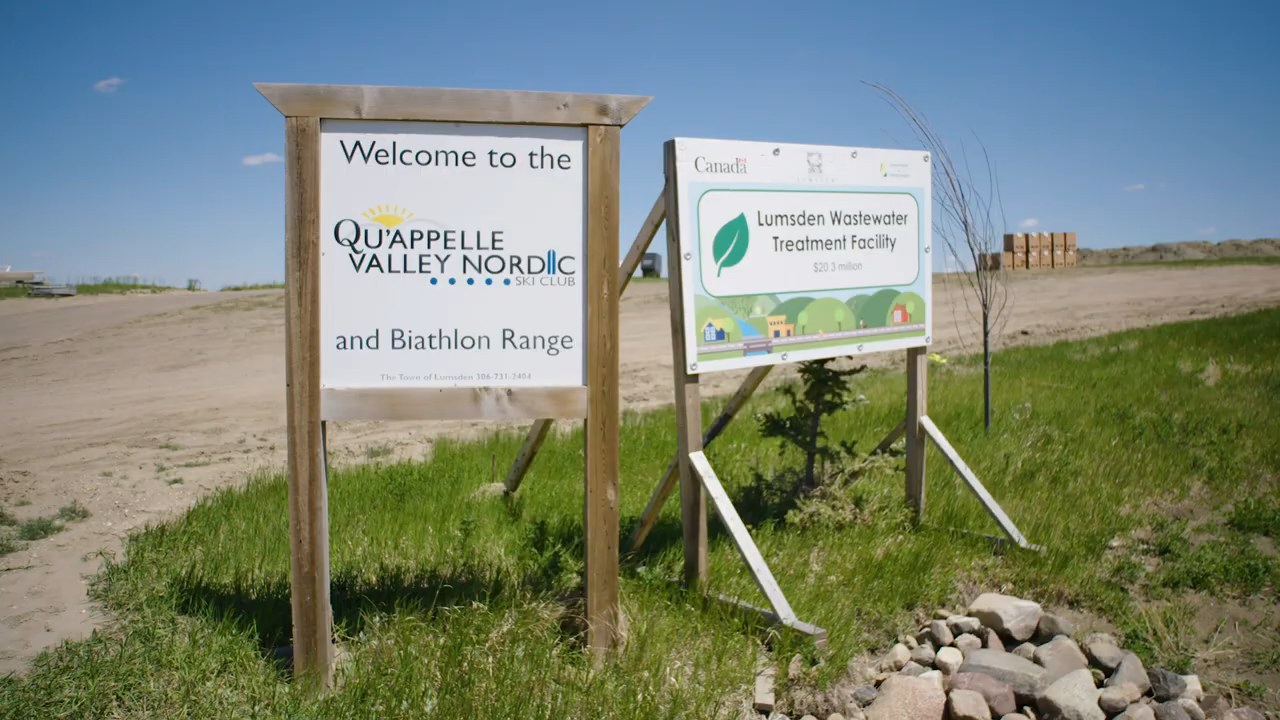 Welcome to the
QU'APPELLE
VALLEY NORDIC
SKI CLUB
and Biathlon Range
The Town of Lumsden 306-731-2404
Canada
LUMSDEN
Lumsden Wastewater
Treatment Facility
$20.3 million